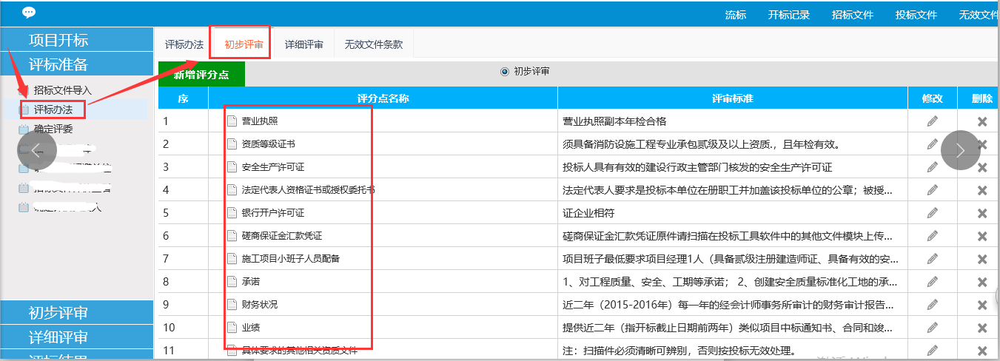 流标 开标记录 招标文件 投标文件 无效文件
项目开标
评标准备
招标文件导入
评标办法
确定评委
初步评审
详细评审
评标结果
评标办法 初步评审 详细评审 无效文件条款
新增评分点 初步评审
序 评分点名称 评审标准 修改 删除
1 营业执照 营业执照副本年检合格
2 资质等级证书 须具备消防设施工程专业承包贰级及以上资质.，且年检有效。
3 安全生产许可证 投标人具有有效的建设行政主管部门核发的安全生产许可证
4 法定代表人资格证书或授权委托书 法定代表人要求是投标本单位在册职工并加盖该投标单位的公章；被授...
5 银行开户许可证 证企业相符
6 磋商保证金汇款凭证 磋商保证金汇款凭证原件请扫描在投标工具软件中的其他文件模块上传...
7 施工项目小班子人员配备 项目班子最低要求项目经理1人（具备贰级注册建造师证、具备有效的安...
8 承诺 1、对工程质量、安全、工期等承诺； 2、创建安全质量标准化工地的承...
9 财务状况 近二年（2015-2016年）每一年的经会计师事务所审计的财务审计报告...
10 业绩 提供近二年（指开标截止日期前两年）类似项目中标通知书、合同和竣...
11 具体要求的其他相关资质文件 注：扫描件必须清晰可辨别，否则按投标无效处理。